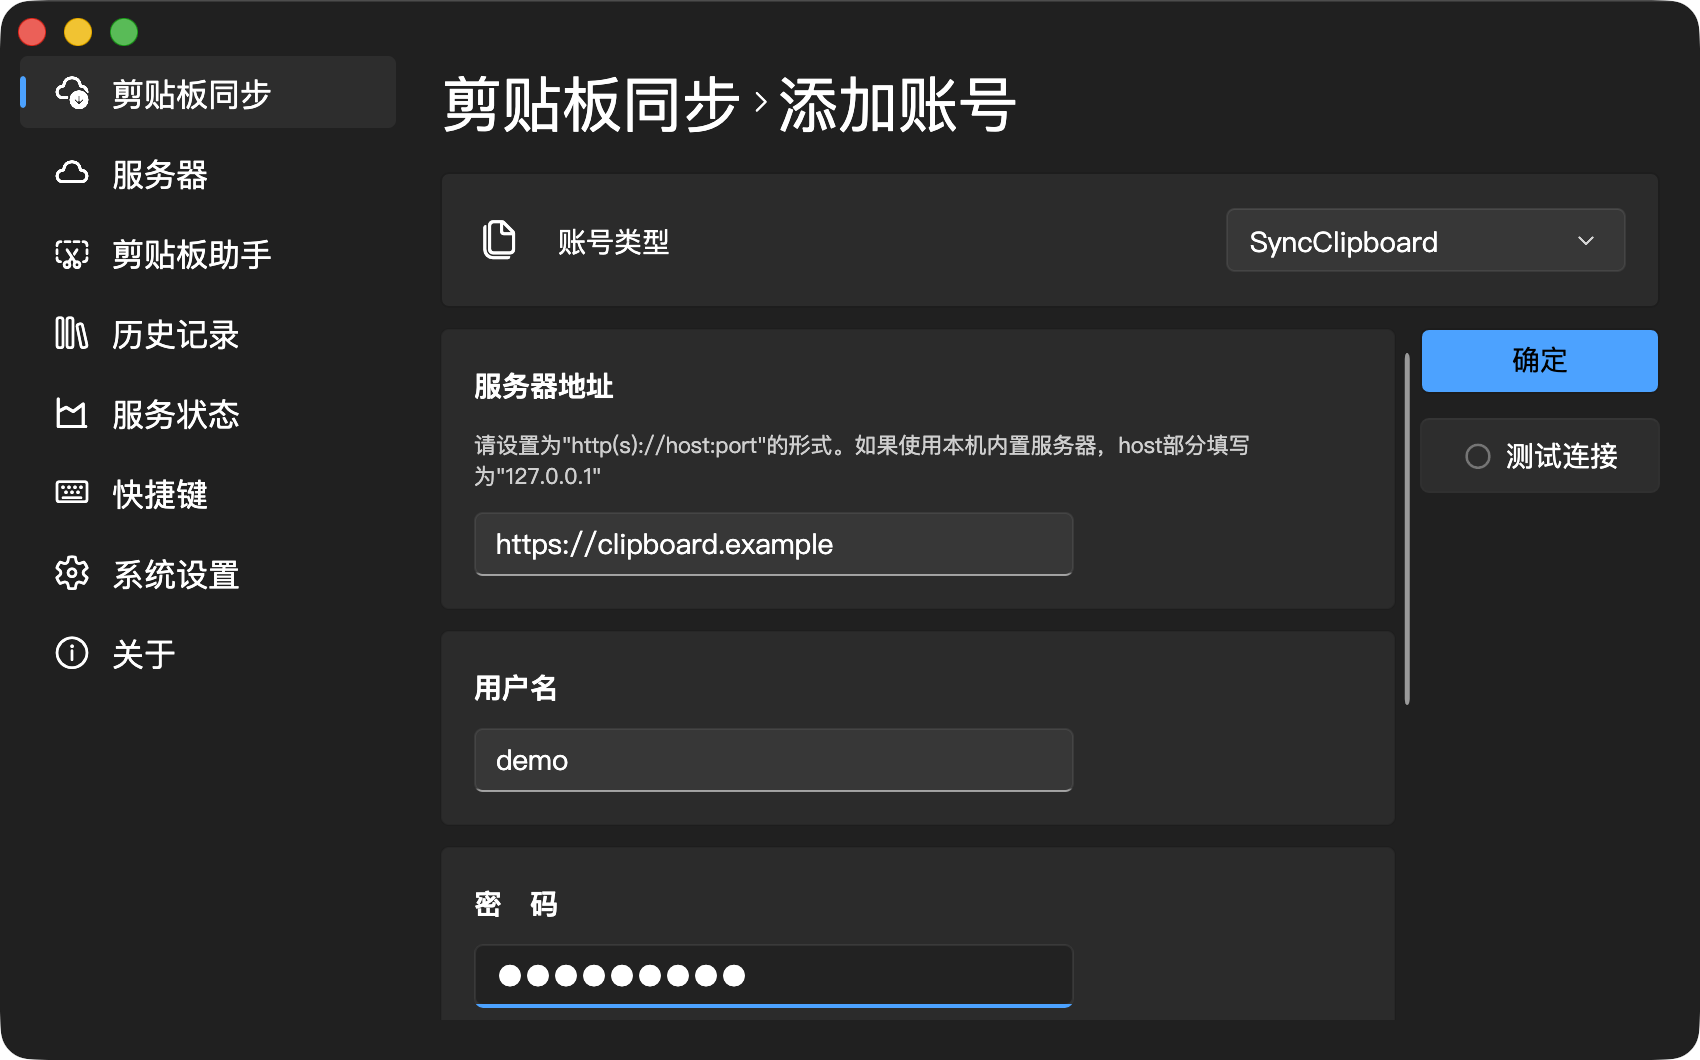 剪贴板同步
服务器
剪贴板助手
历史记录
服务状态
快捷键
系统设置
关于
剪贴板同步 › 添加账号
账号类型
SyncClipboard
服务器地址
请设置为"http(s)://host:port"的形式。如果使用本机内置服务器，host部分填写
为"127.0.0.1"
https://clipboard.example
用户名
demo
密 码
●●●●●●●●●
确定
测试连接